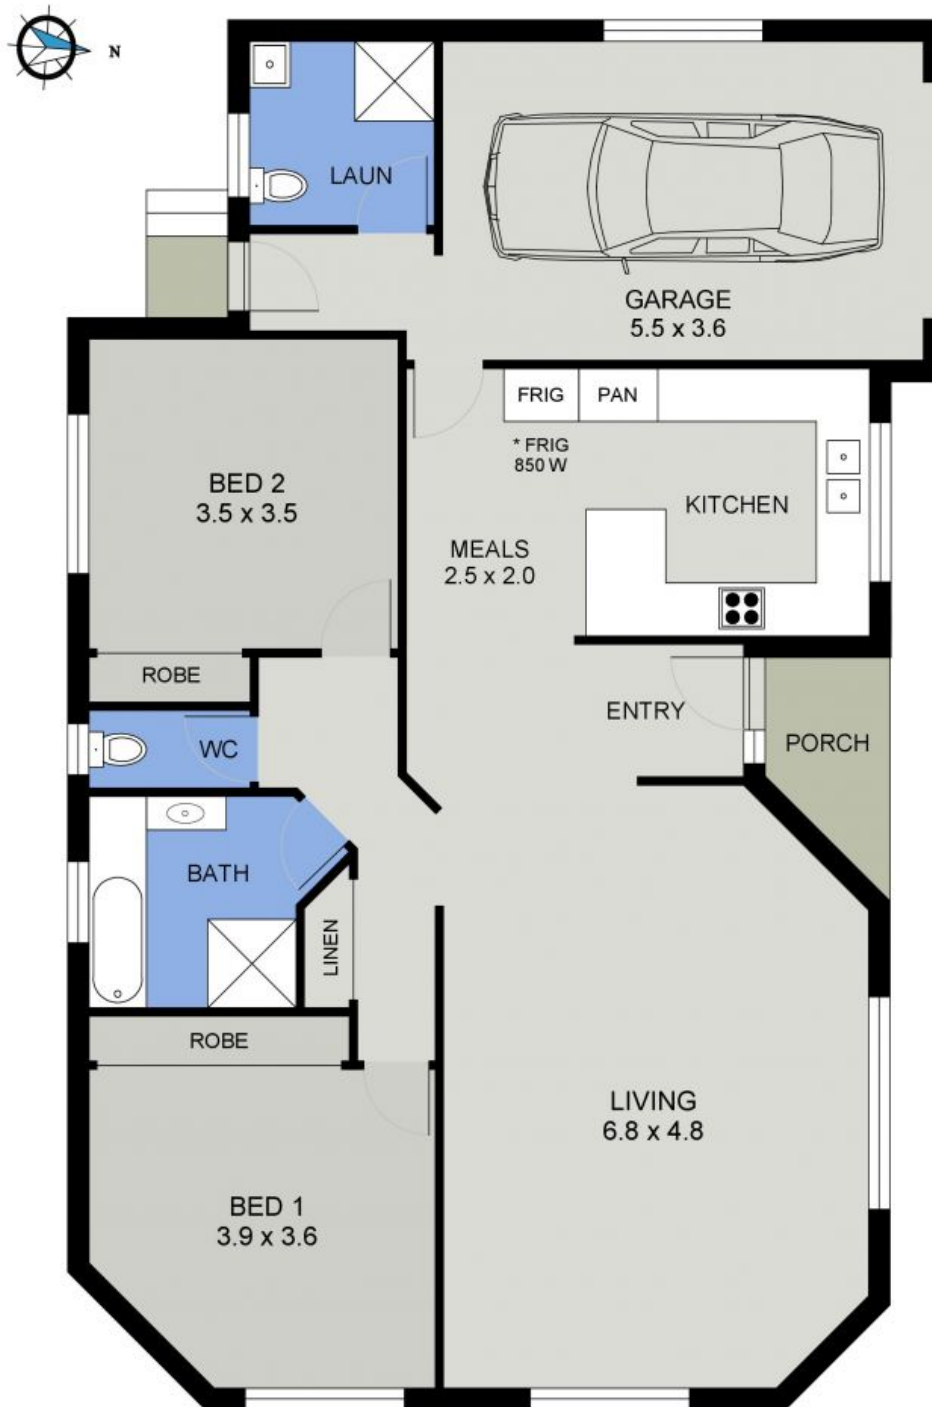 N
LAUN
GARAGE
5.5 x 3.6
FRIG
PAN
* FRIG
850 W
BED 2
3.5 x 3.5
KITCHEN
MEALS
2.5 x 2.0
ROBE
ENTRY
WC
PORCH
BATH
LINEN
ROBE
LIVING
6.8 x 4.8
BED 1
3.9 x 3.6